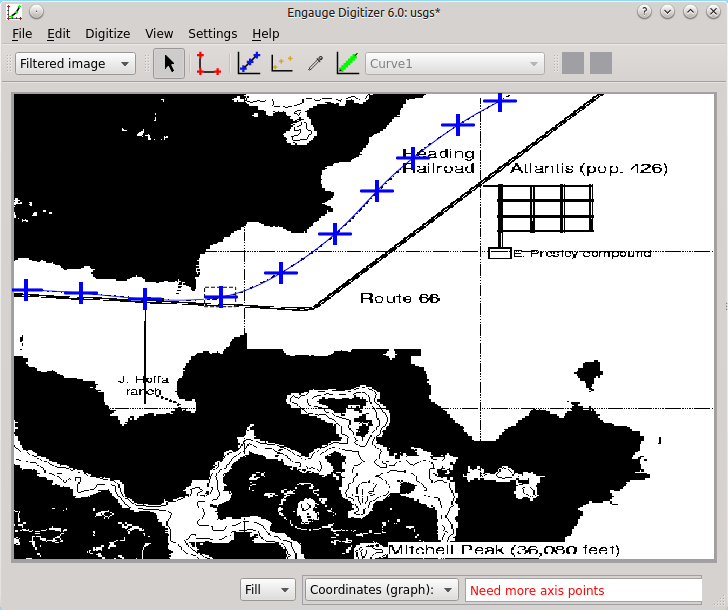 Engauge Digitizer 6.0: usgs*
File Edit Digitize View Settings Help
Filtered image
Curve1
Heading
Railroad
Atlantis (pop. 426)
E. Presley compound
Route 66
J. Hoffa
ranch
Mitchell Peak (36,080 feet)
Fill
Coordinates (graph):
Need more axis points